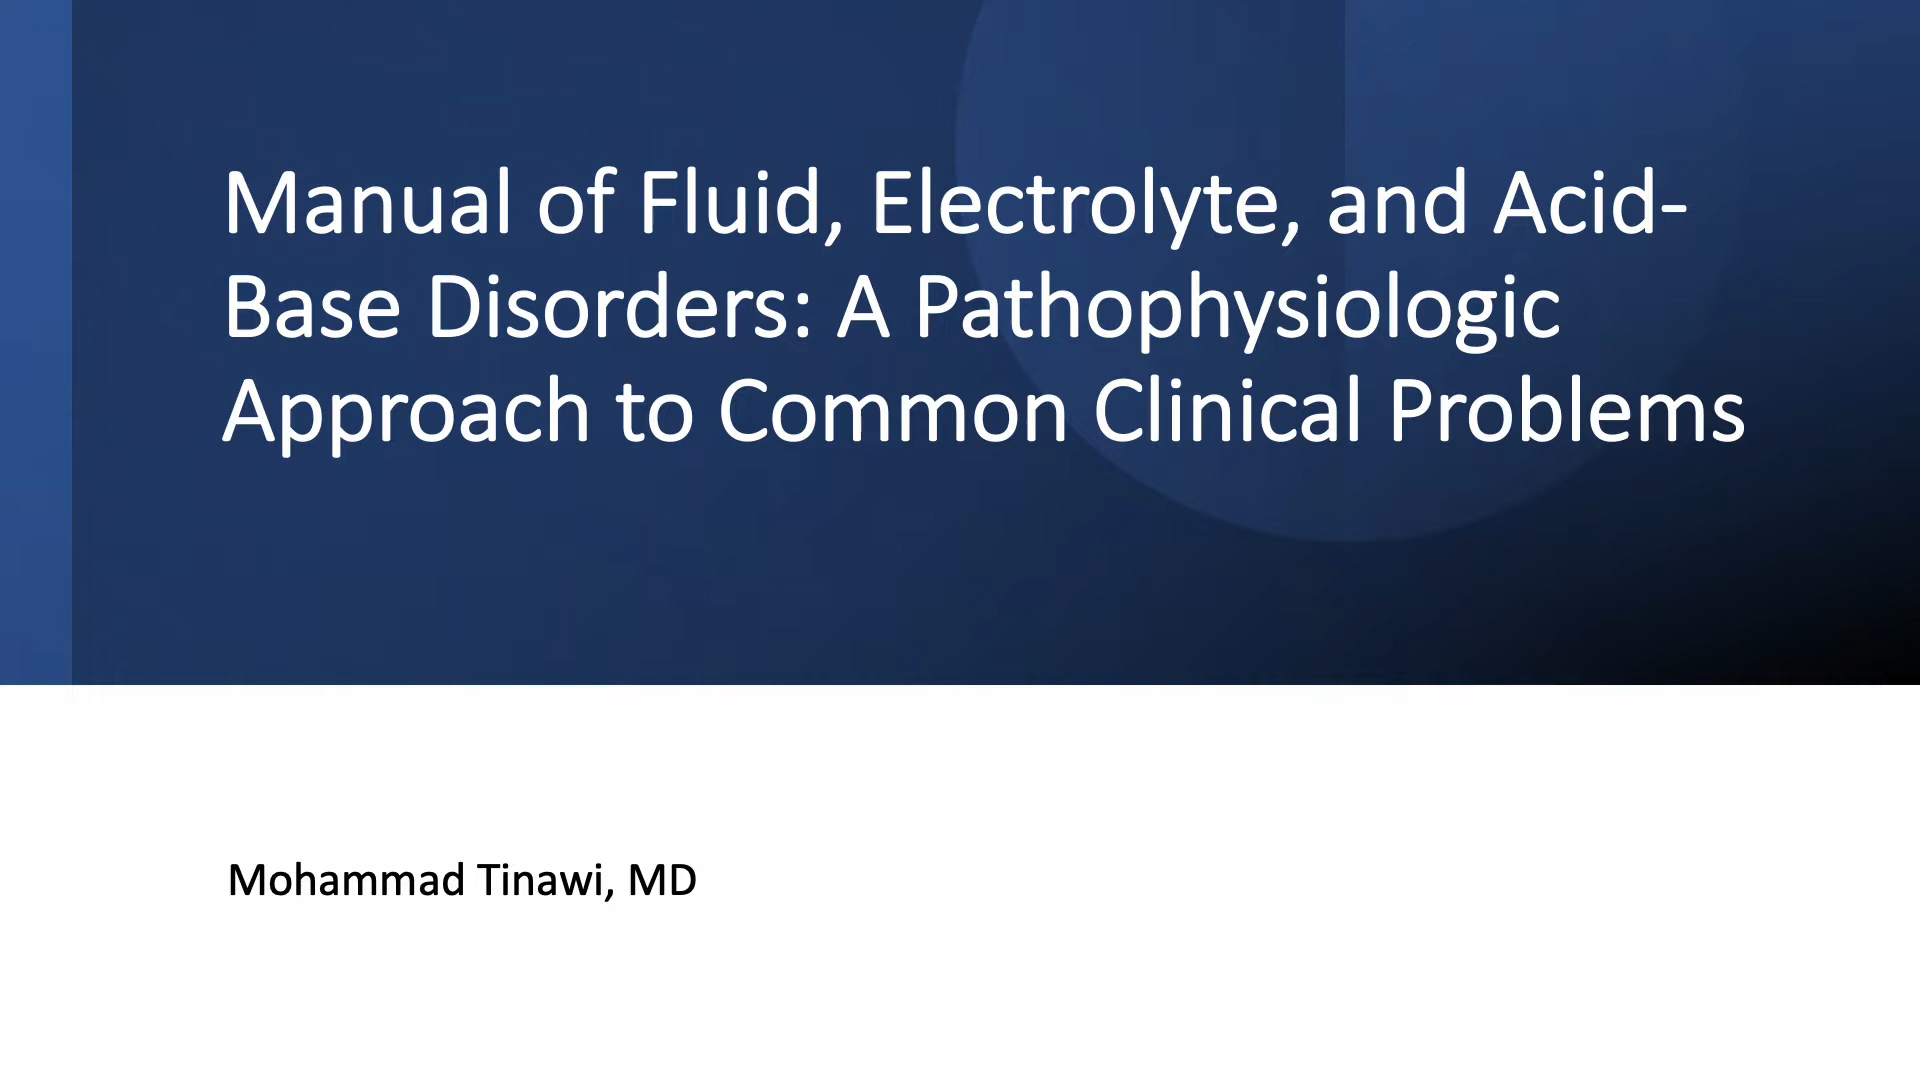 Manual of Fluid, Electrolyte, and Acid-
Base Disorders: A Pathophysiologic
Approach to Common Clinical Problems
Mohammad Tinawi, MD